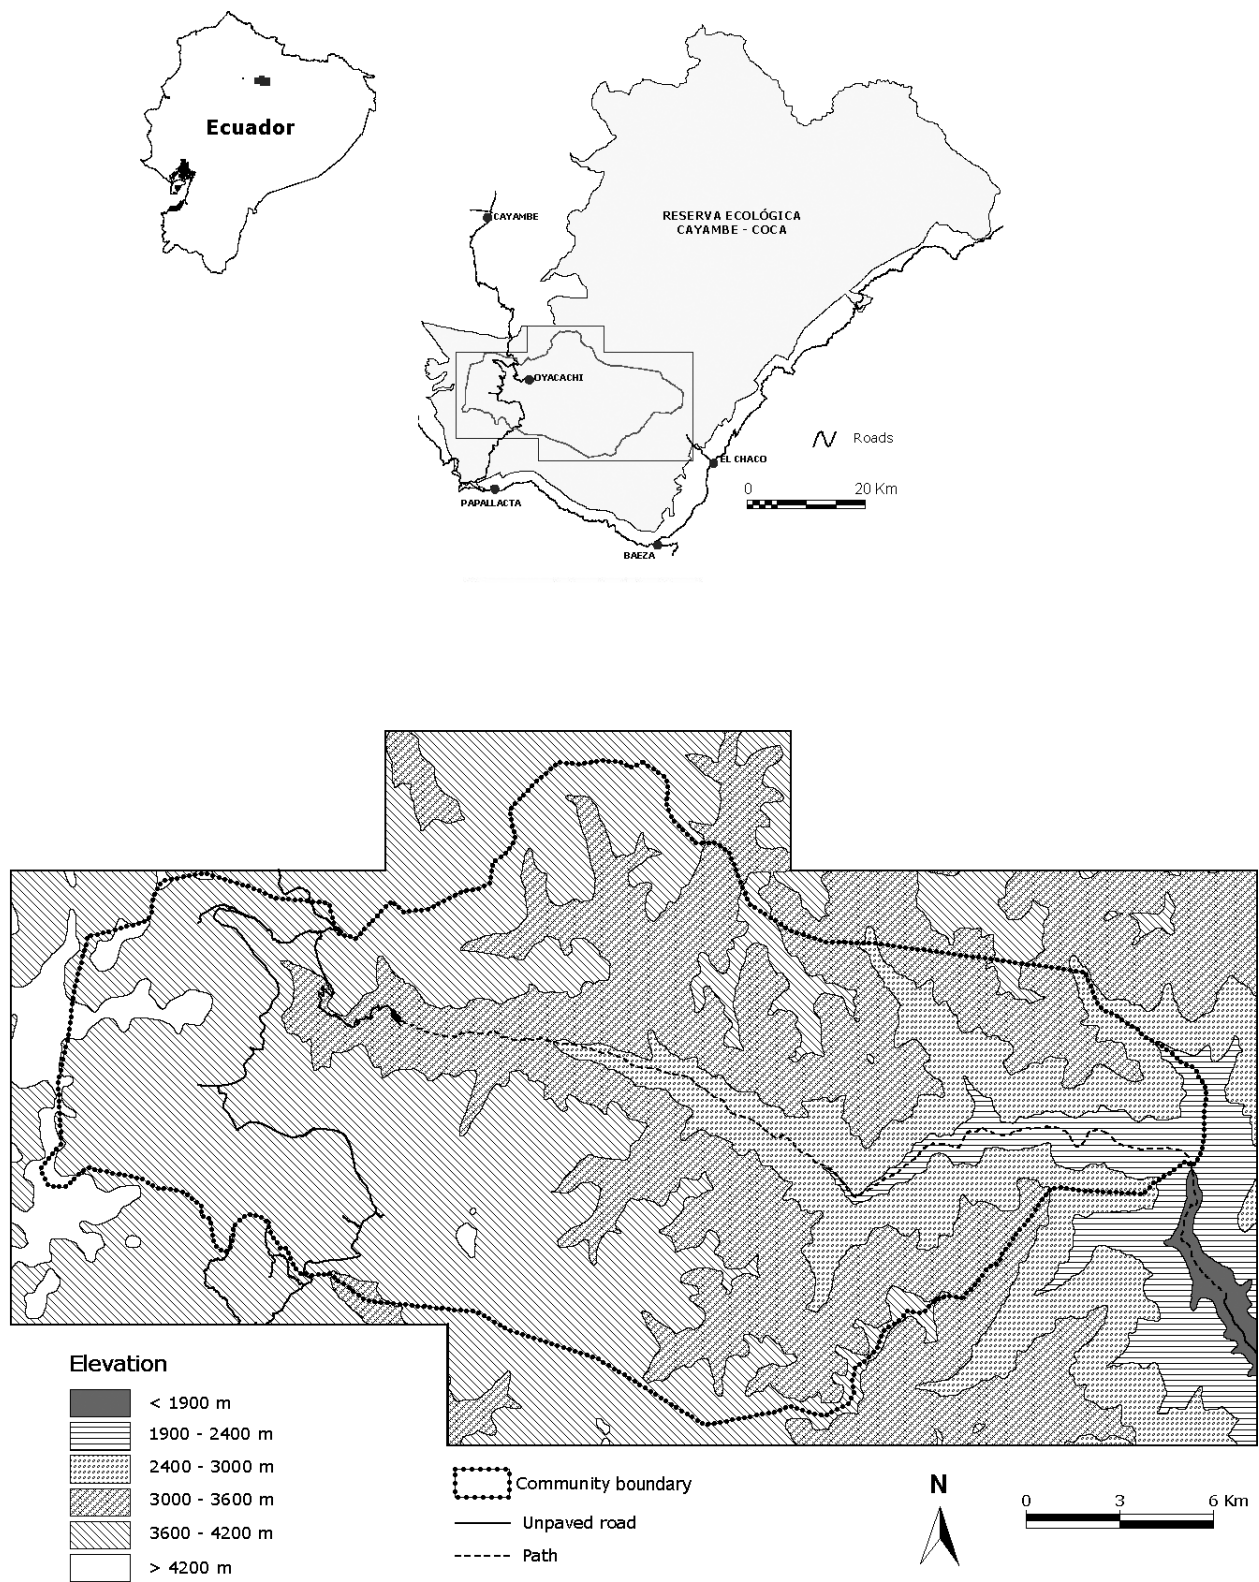 Ecuador
RESERVA ECOLÓGICA
CAYAMBE - COCA
CAYAMBE
OYACACHI
Roads
EL CHACO
0 20 Km
PAPALLACTA
BAEZA
Elevation
< 1900 m
1900 - 2400 m
2400 - 3000 m
3000 - 3600 m
3600 - 4200 m
> 4200 m
Community boundary
Unpaved road
Path
N
0 3 6 Km